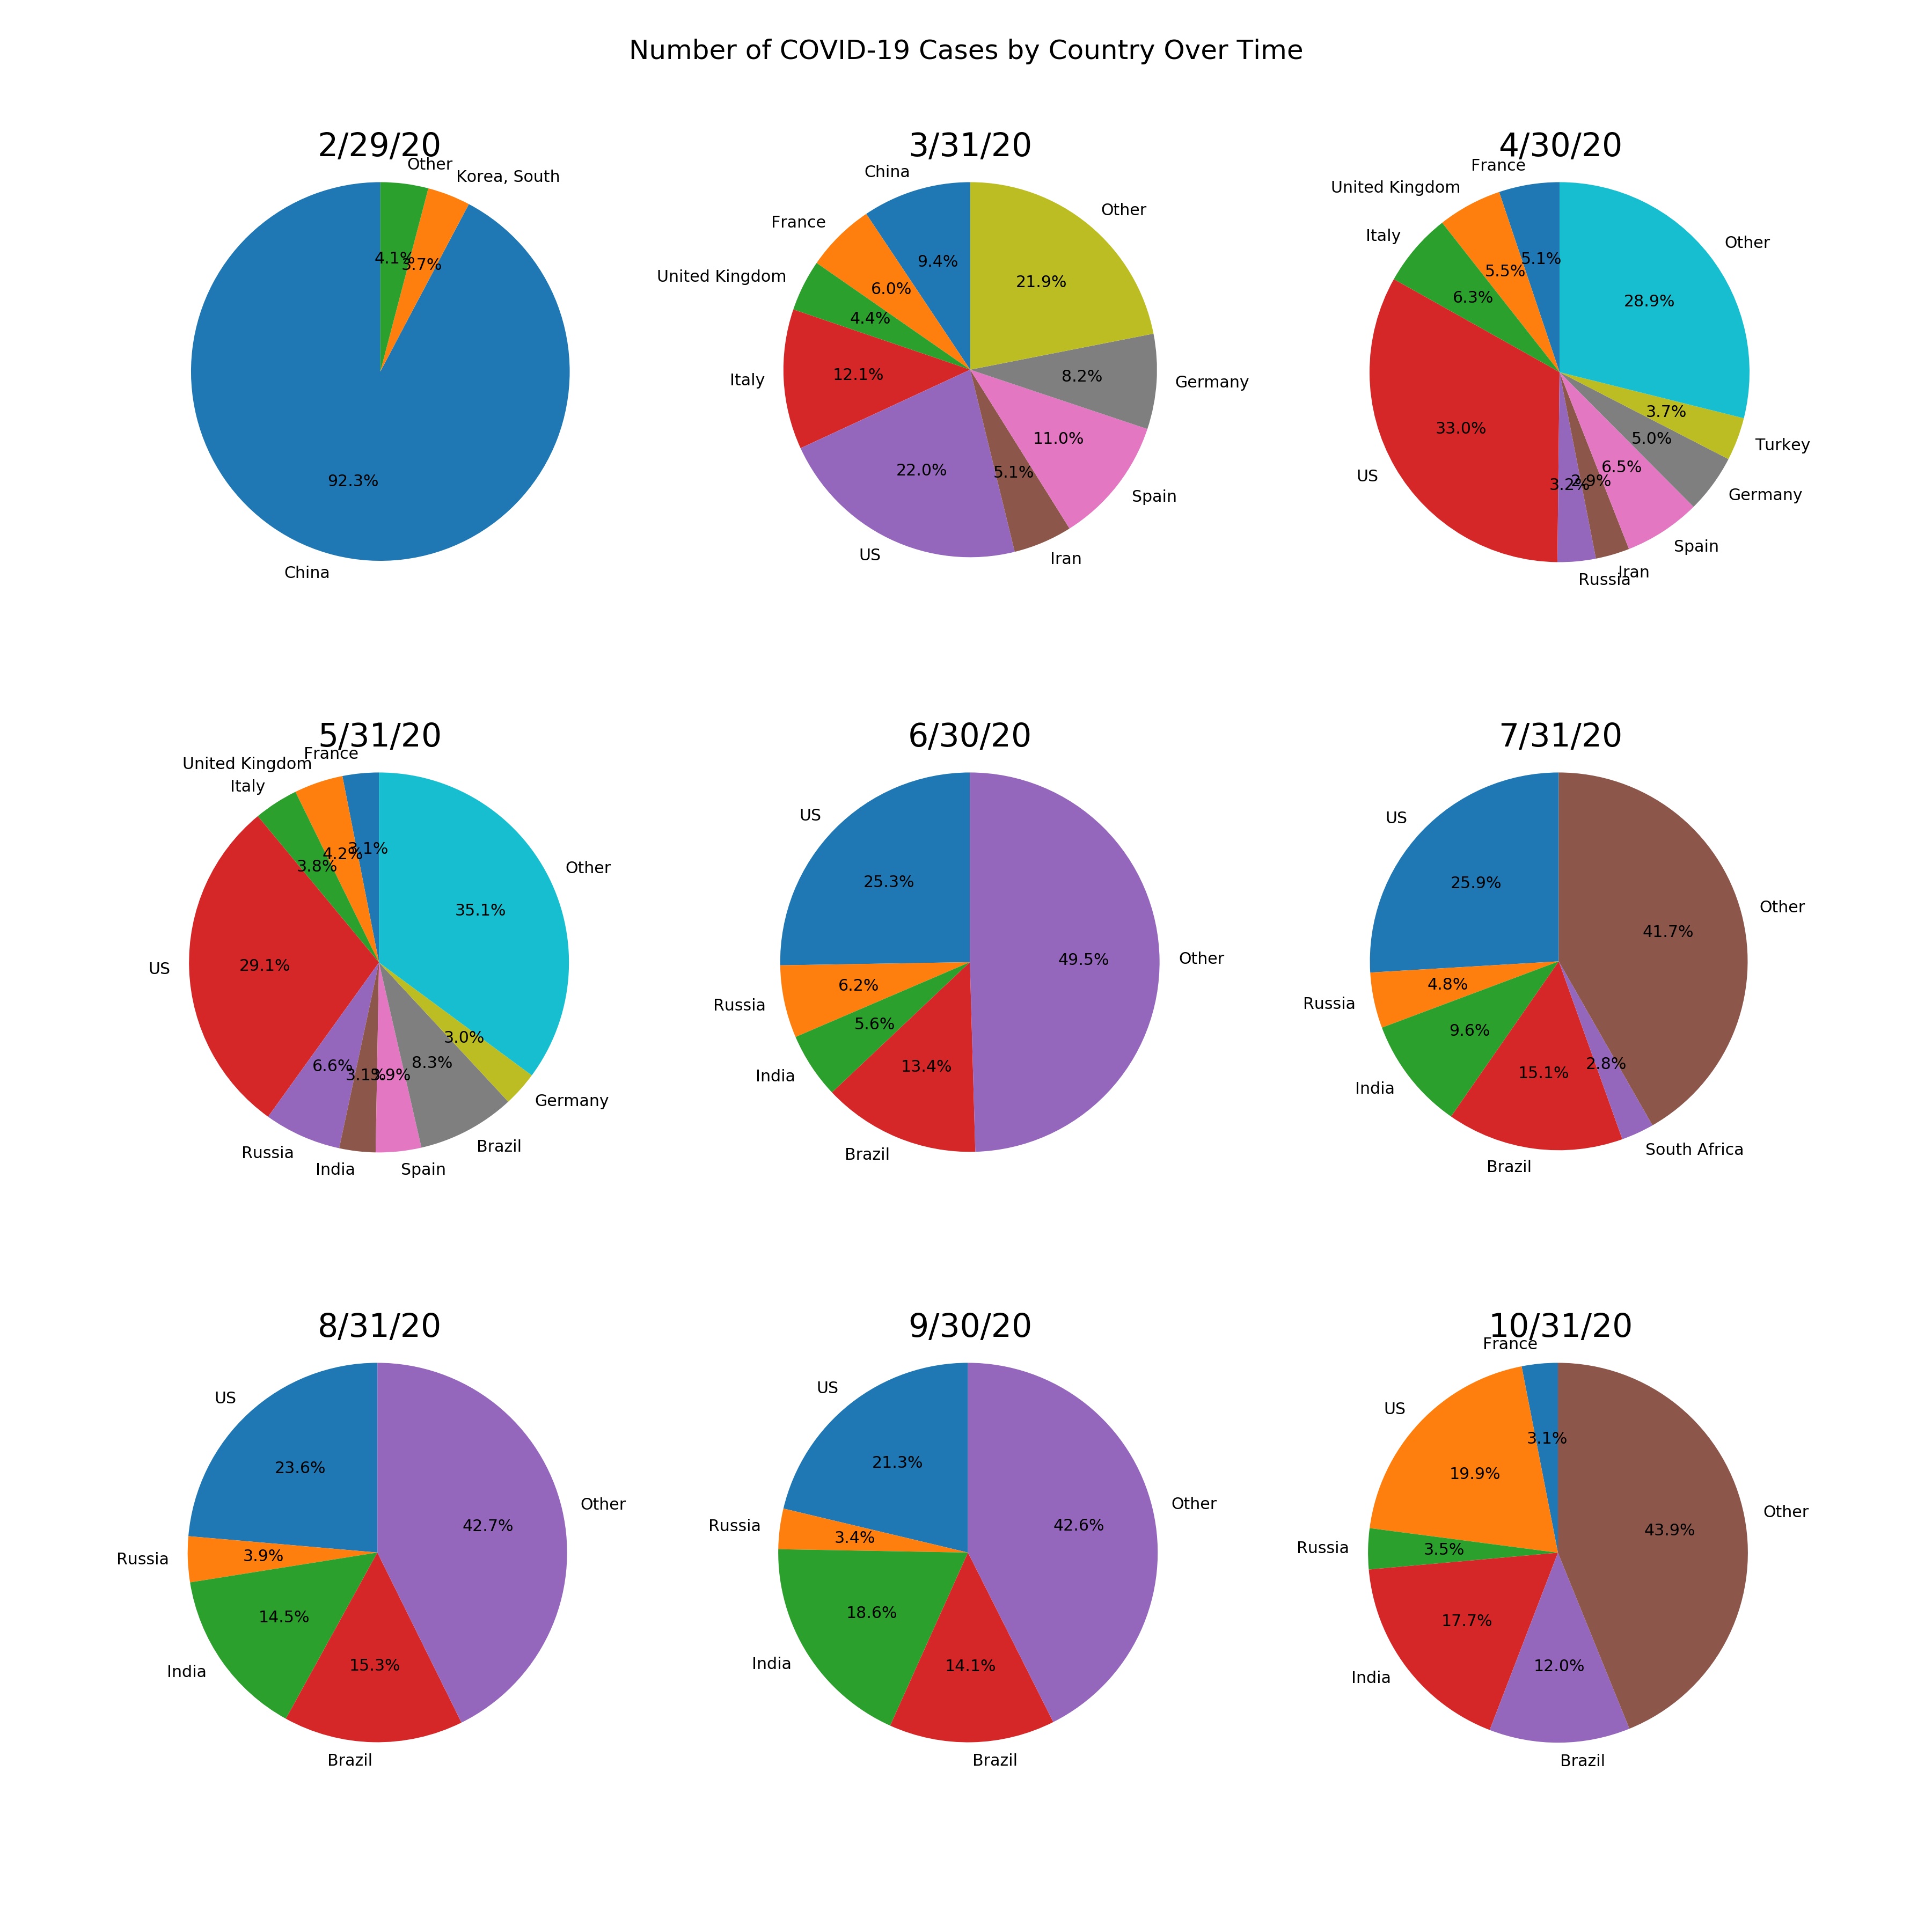 Number of COVID-19 Cases by Country Over Time
2/29/20
Other
Korea, South
4.1%
3.7%
92.3%
China
3/31/20
China
France
Other
United Kingdom
9.4%
21.9%
6.0%
4.4%
Italy
12.1%
8.2%
Germany
11.0%
22.0%
5.1%
Spain
US
Iran
4/30/20
France
United Kingdom
Italy
Other
5.1%
5.5%
6.3%
28.9%
3.7%
33.0%
5.0%
Turkey
6.5%
US
3.2%
2.9%
Germany
Spain
Iran
Russia
5/31/20
France
United Kingdom
Italy
3.1%
4.2%
3.8%
Other
35.1%
US
29.1%
3.0%
6.6%
8.3%
3.1%
3.9%
Germany
Russia
Brazil
India
Spain
6/30/20
US
25.3%
49.5%
Other
6.2%
Russia
5.6%
India
13.4%
Brazil
7/31/20
US
25.9%
Other
41.7%
4.8%
Russia
9.6%
2.8%
15.1%
India
South Africa
Brazil
8/31/20
US
23.6%
Other
42.7%
Russia
3.9%
14.5%
India
15.3%
Brazil
9/30/20
US
21.3%
Other
42.6%
Russia
3.4%
18.6%
India
14.1%
Brazil
10/31/20
France
US
3.1%
19.9%
Other
43.9%
Russia
3.5%
17.7%
India
12.0%
Brazil